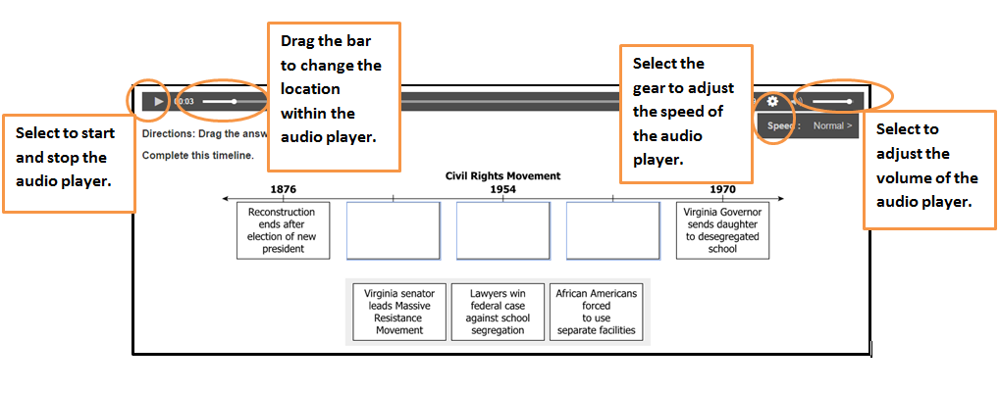 Drag the bar
to change the
location
within the
audio player.
Select the
gear to adjust
the speed of
the audio
player.
Select to start
and stop the
audio player.
Select to
adjust the
volume of the
audio player.
00:03
Speed : Normal >
Directions: Drag the answ
Complete this timeline.
Civil Rights Movement
1876 1954 1970
Reconstruction
ends after
election of new
president
Virginia Governor
sends daughter
to desegregated
school
Virginia senator
leads Massive
Resistance
Movement
Lawyers win
federal case
against school
segregation
African Americans
forced
to use
separate facilities